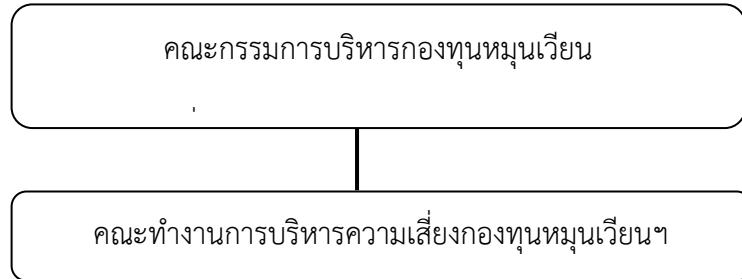 คณะกรรมการบริหารกองทุนหมุนเวียน
คณะทำงานการบริหารความเสี่ยงกองทุนหมุนเวียนฯ